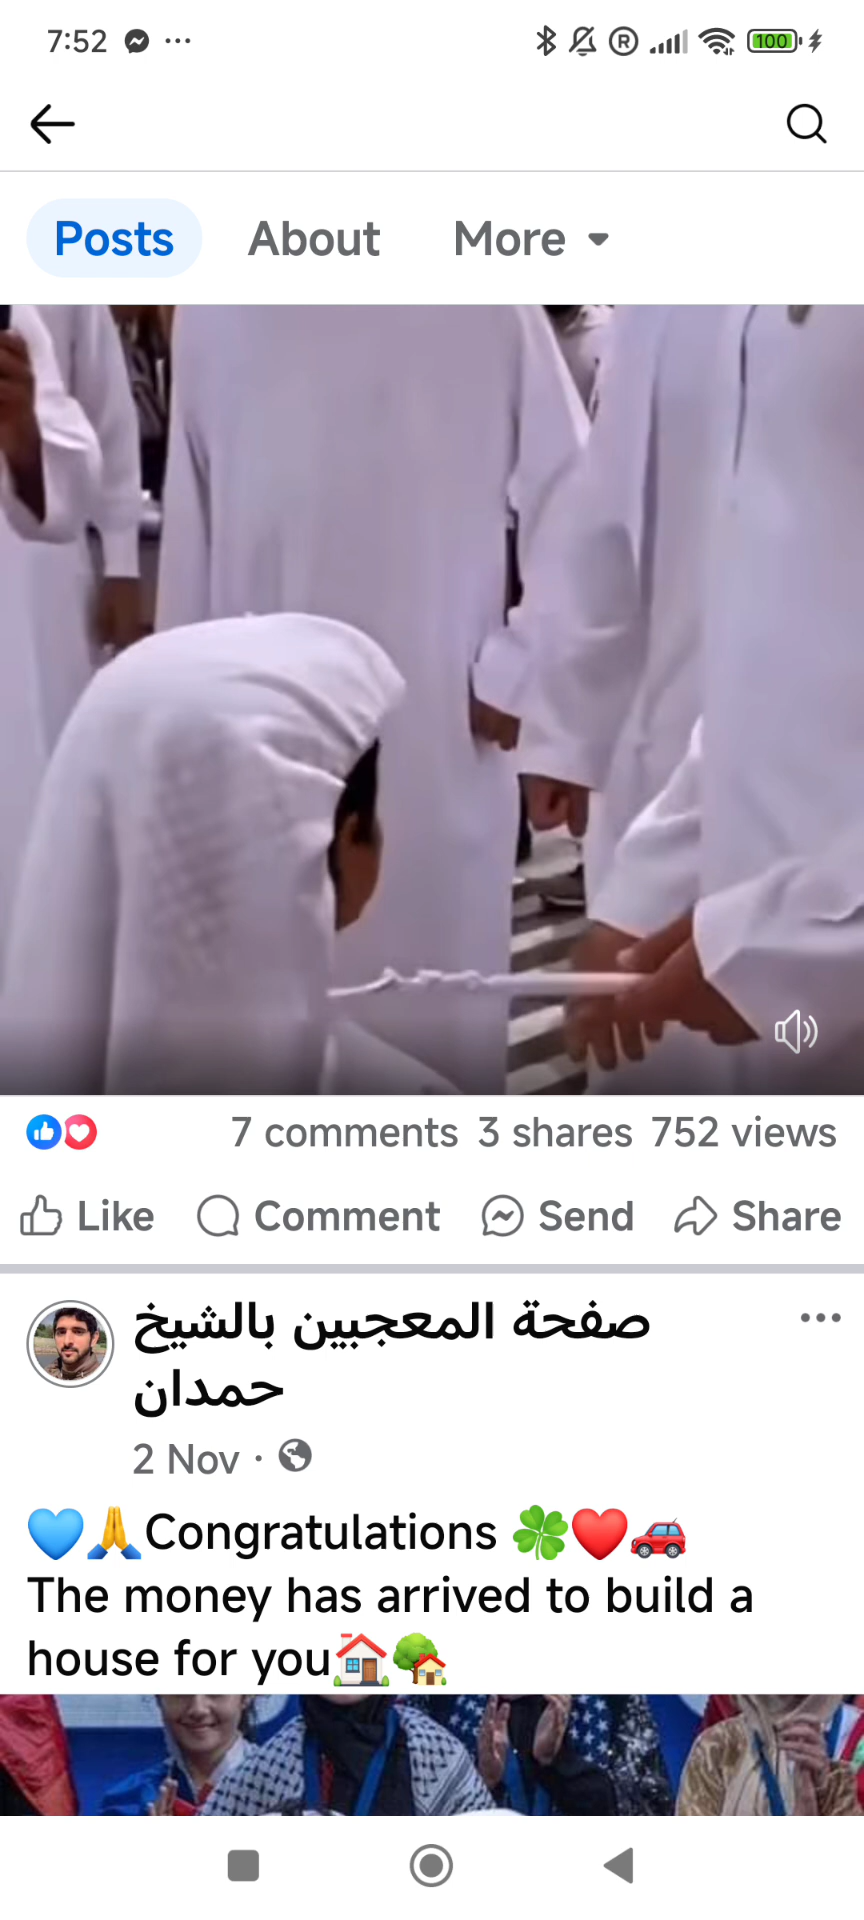 7:52
R
100
Posts
About
More
7 comments 3 shares 752 views
Like
Comment
Send
Share
صفحة المعجبين بالشيخ
حمدان
2 Nov ·
💙🙏Congratulations 🍀❤️🚗
The money has arrived to build a
house for you🏠🏡